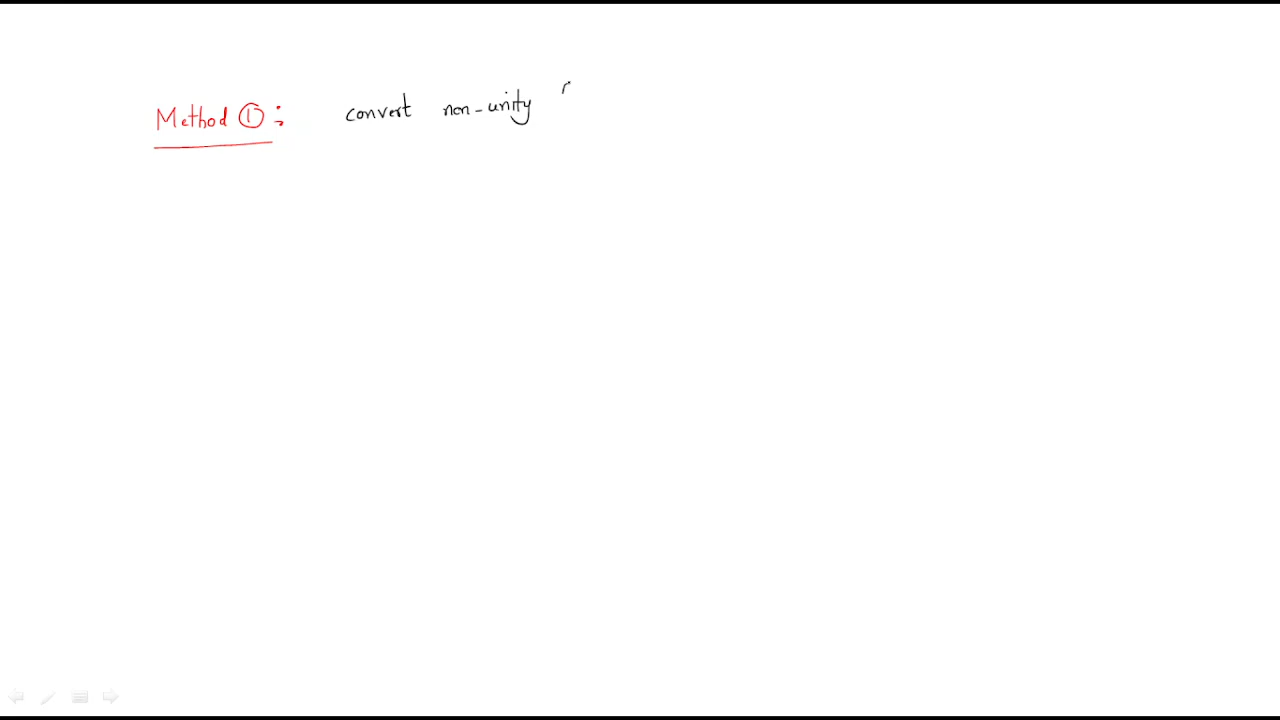 Method ① : convert non-unity